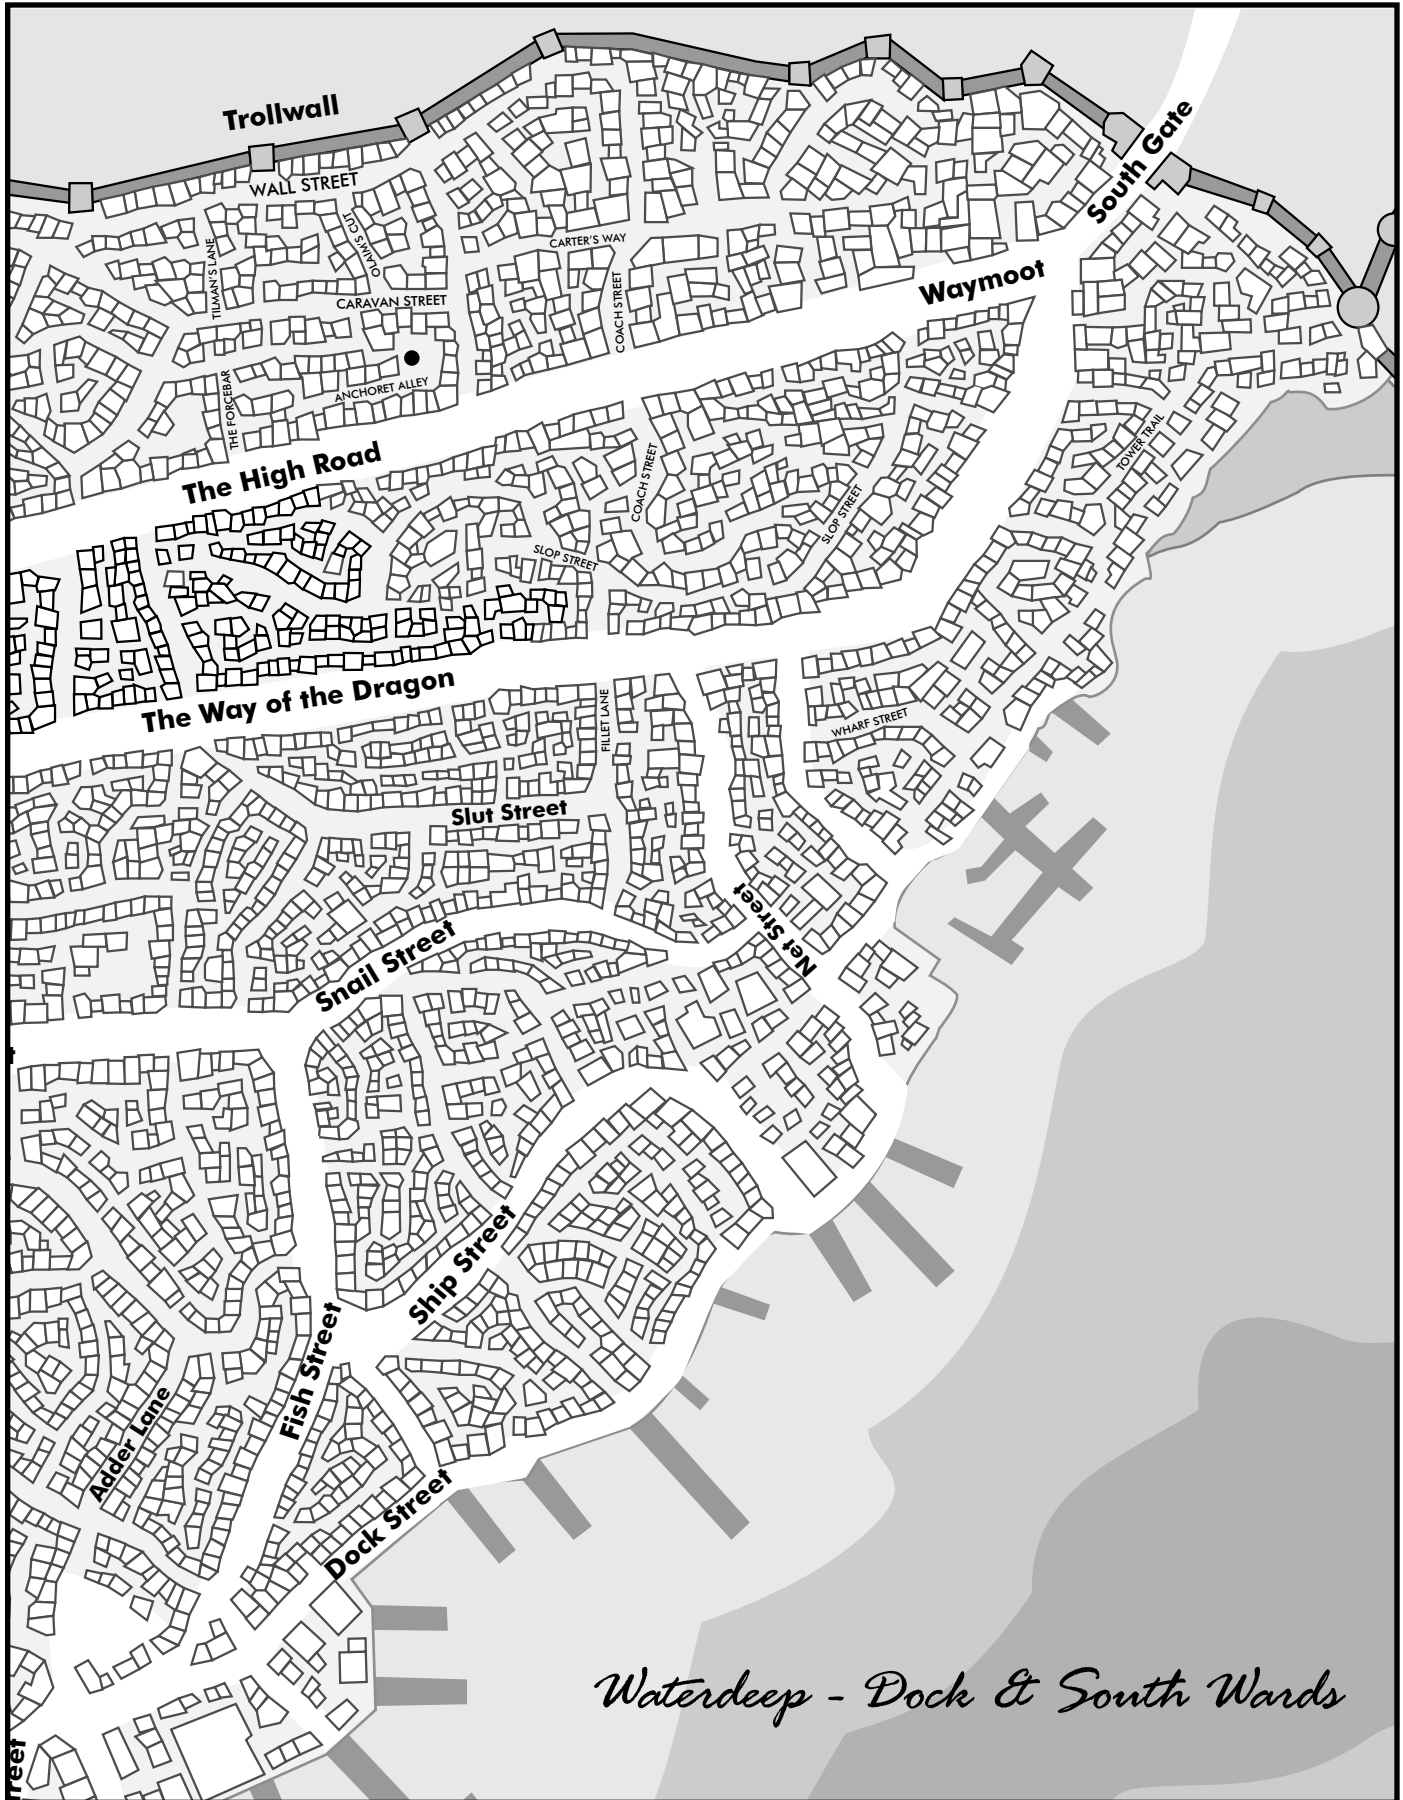 Trollwall
South Gate
WALL STREET
OLAIM'S CUT
TILMAN'S LANE
CARTER'S WAY
COACH STREET
CARAVAN STREET
Waymoot
ANCHORET ALLEY
THE FORCEBAR
TOWER TRAIL
The High Road
COACH STREET
SLOP STREET
SLOP STREET
The Way of the Dragon
FILLET LANE
WHARF STREET
Slut Street
Net Street
Snail Street
Ship Street
Fish Street
Adder Lane
Dock Street
Waterdeep - Dock & South Wards
reet
t